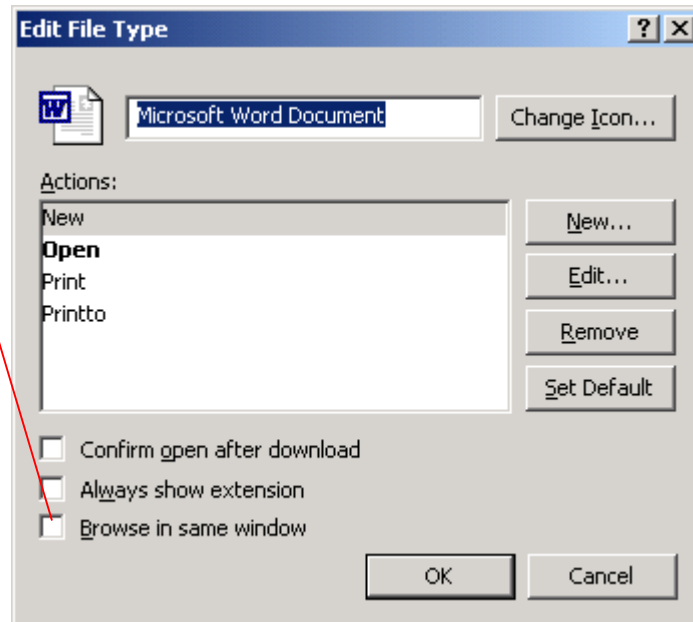 Edit File Type
Microsoft Word Document
Change Icon...
Actions:
New
Open
Print
Printto
New...
Edit...
Remove
Set Default
Confirm open after download
Always show extension
Browse in same window
OK
Cancel